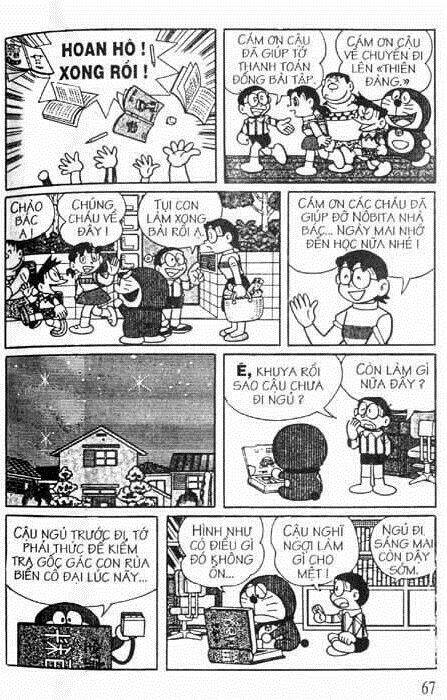 HOAN HÔ !
XONG RỒI !
CÁM ƠN CẬU
ĐÃ GIÚP TỚ
THANH TOÁN
ĐỐNG BÀI TẬP.
CÁM ƠN CẬU
VỀ CHUYẾN ĐI
LÊN «THIÊN
ĐÀNG.»
CHÀO
BÁC
Ạ !
CHÚNG
CHÁU VỀ
ĐÂY !
TỤI CON
LÀM XONG
BÀI RỒI Ạ.
CÁM ƠN CÁC CHÁU ĐÃ
GIÚP ĐỠ NÔBITA NHÀ
BÁC... NGÀY MAI NHỚ
ĐẾN HỌC NỮA NHÉ !
Ê, KHUYA RỒI
SAO CẬU CHƯA
ĐI NGỦ ?
CÒN LÀM GÌ
NỮA ĐẤY ?
CẬU NGỦ TRƯỚC ĐI, TỚ
PHẢI THỨC ĐỂ KIỂM
TRA GỐC GÁC CON RÙA
BIỂN CỔ ĐẠI LÚC NÃY...
HÌNH NHƯ
CÓ ĐIỀU GÌ
ĐÓ KHÔNG
ỔN...
CẬU NGHĨ
NGỢI LÀM
GÌ CHO
MỆT !
NGỦ ĐI.
SÁNG MAI
CÒN DẬY
SỚM.
67